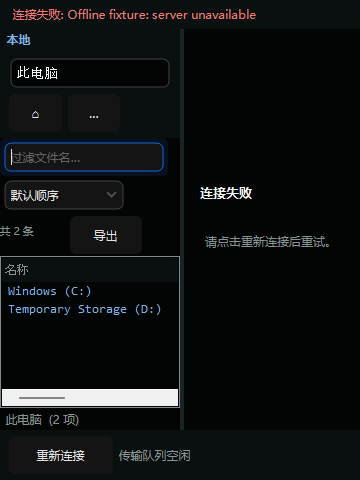 连接失败: Offline fixture: server unavailable
本地
此电脑
⌂
...
过滤文件名...
默认顺序
共 2 条
导出
名称
Windows (C:)
Temporary Storage (D:)
此电脑 (2 项)
连接失败
请点击重新连接后重试。
重新连接
传输队列空闲